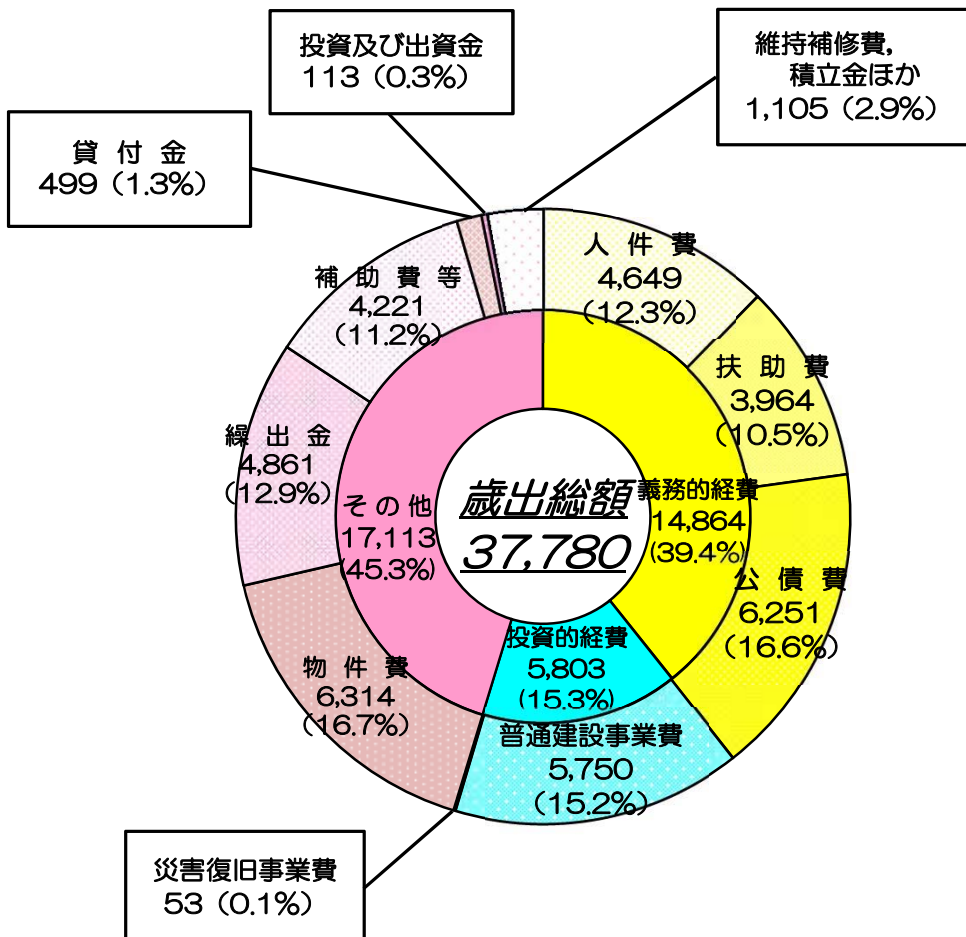 投資及び出資金
113（0.3%）
維持補修費，
積立金ほか
1,105（2.9%）
貸 付 金
499（1.3%）
人 件 費
4,649
（12.3%）
扶 助 費
3,964
（10.5%）
公 債 費
6,251
（16.6%）
普通建設事業費
5,750
（15.2%）
災害復旧事業費
53（0.1%）
物 件 費
6,314
（16.7%）
繰 出 金
4,861
（12.9%）
補 助 費 等
4,221
（11.2%）
義務的経費
14,864
(39.4%)
投資的経費
5,803
(15.3%)
そ の 他
17,113
(45.3%)
歳出総額
37,780